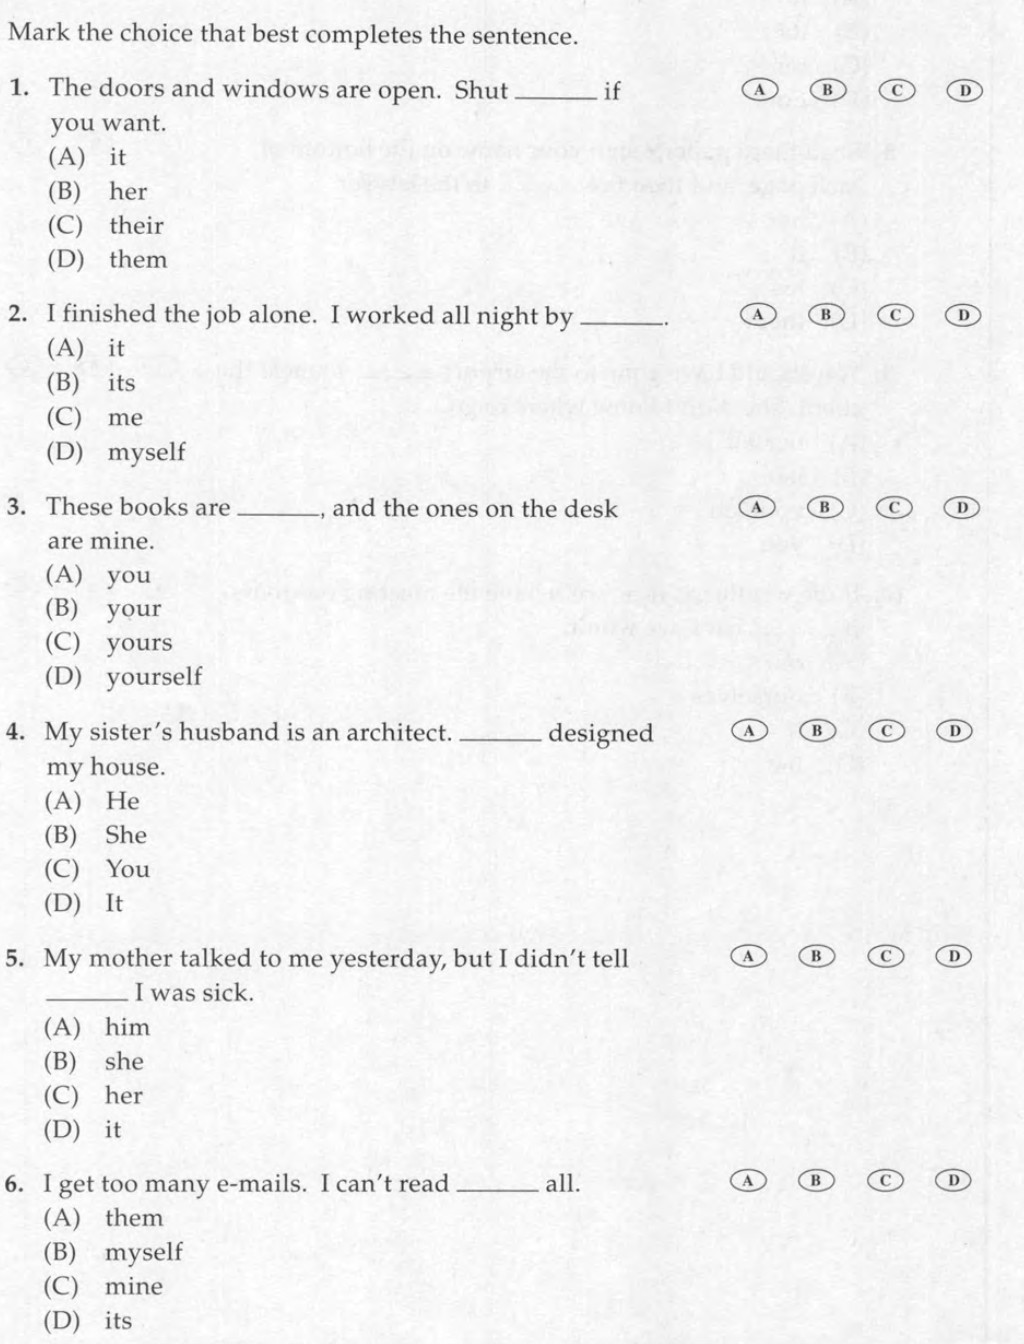 Mark the choice that best completes the sentence.
1. The doors and windows are open. Shut ______ if A B C D
you want.
(A) it
(B) her
(C) their
(D) them
2. I finished the job alone. I worked all night by ______. A B C D
(A) it
(B) its
(C) me
(D) myself
3. These books are ______, and the ones on the desk A B C D
are mine.
(A) you
(B) your
(C) yours
(D) yourself
4. My sister's husband is an architect. ______ designed A B C D
my house.
(A) He
(B) She
(C) You
(D) It
5. My mother talked to me yesterday, but I didn't tell A B C D
______ I was sick.
(A) him
(B) she
(C) her
(D) it
6. I get too many e-mails. I can't read ______ all. A B C D
(A) them
(B) myself
(C) mine
(D) its